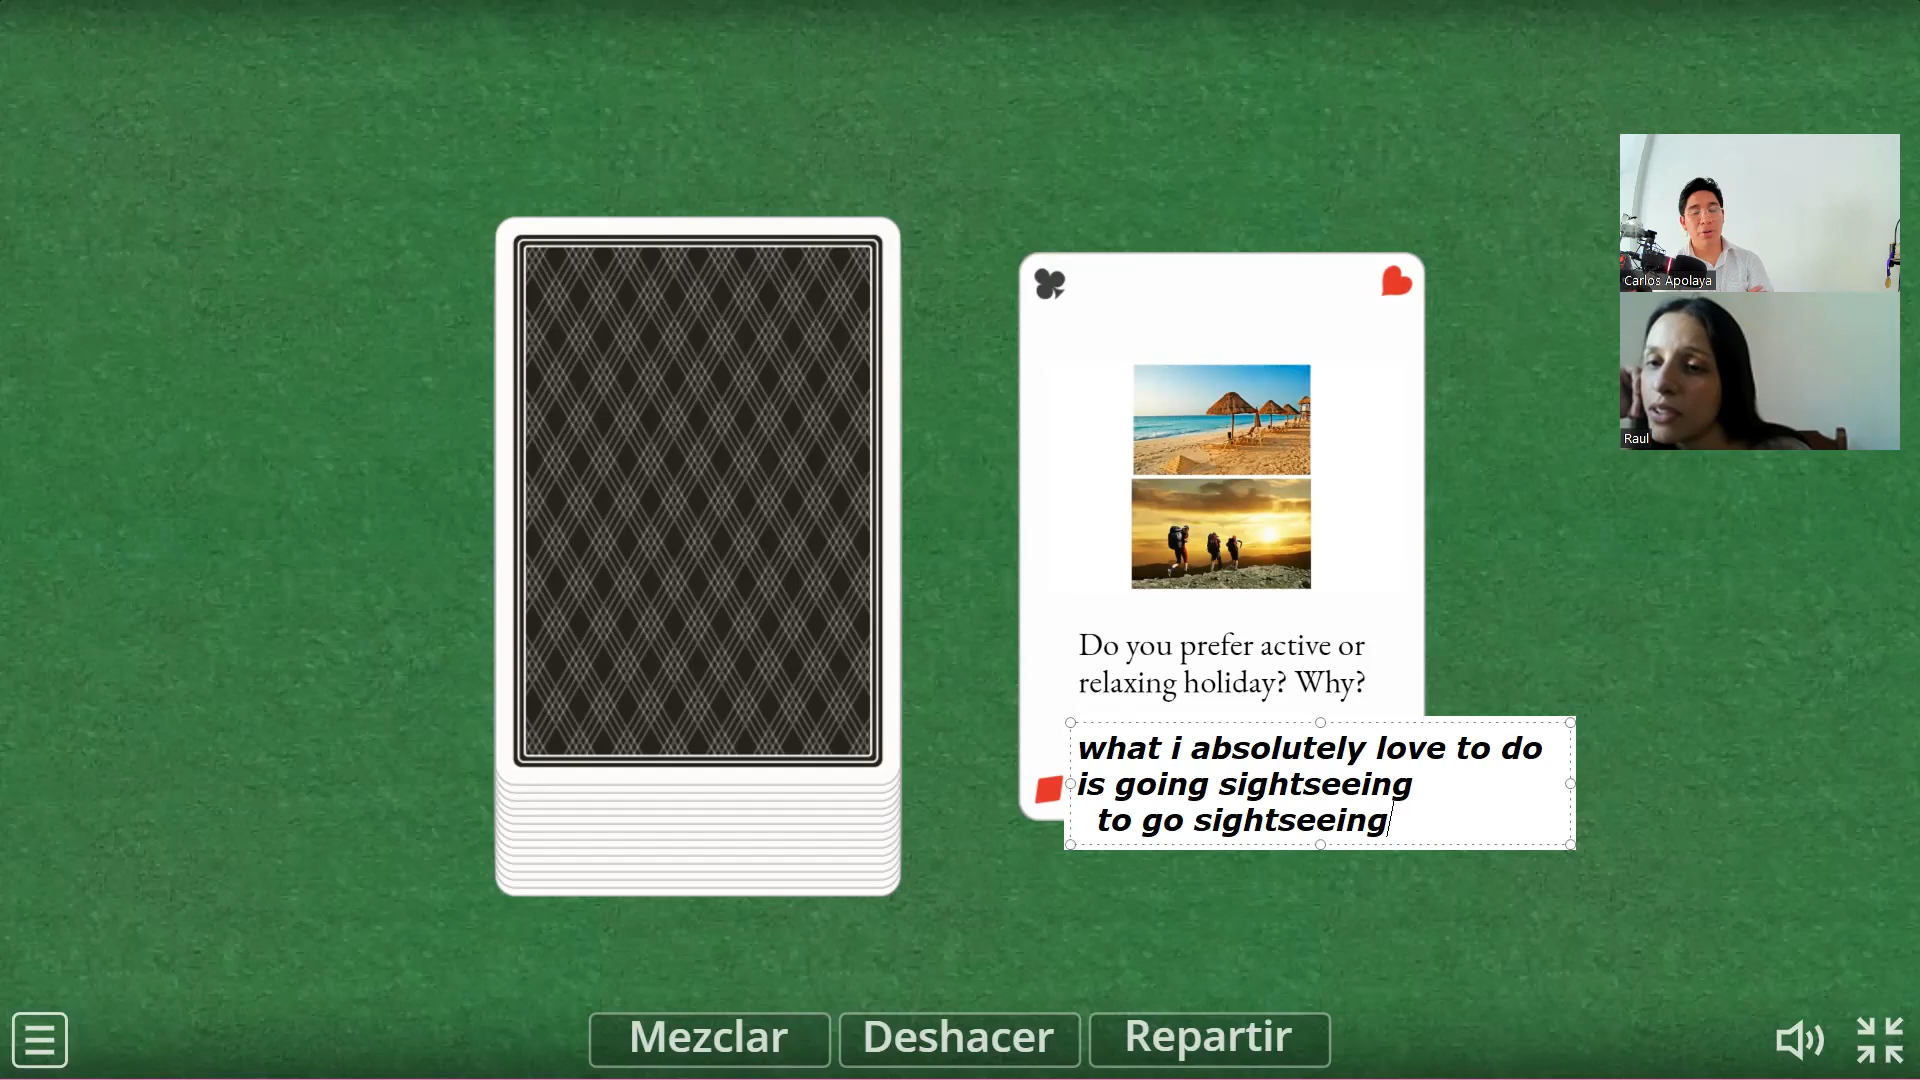 Carlos Apolaya
Raul
Do you prefer active or
relaxing holiday? Why?
what i absolutely love to do
is going sightseeing
to go sightseeing
Mezclar
Deshacer
Repartir